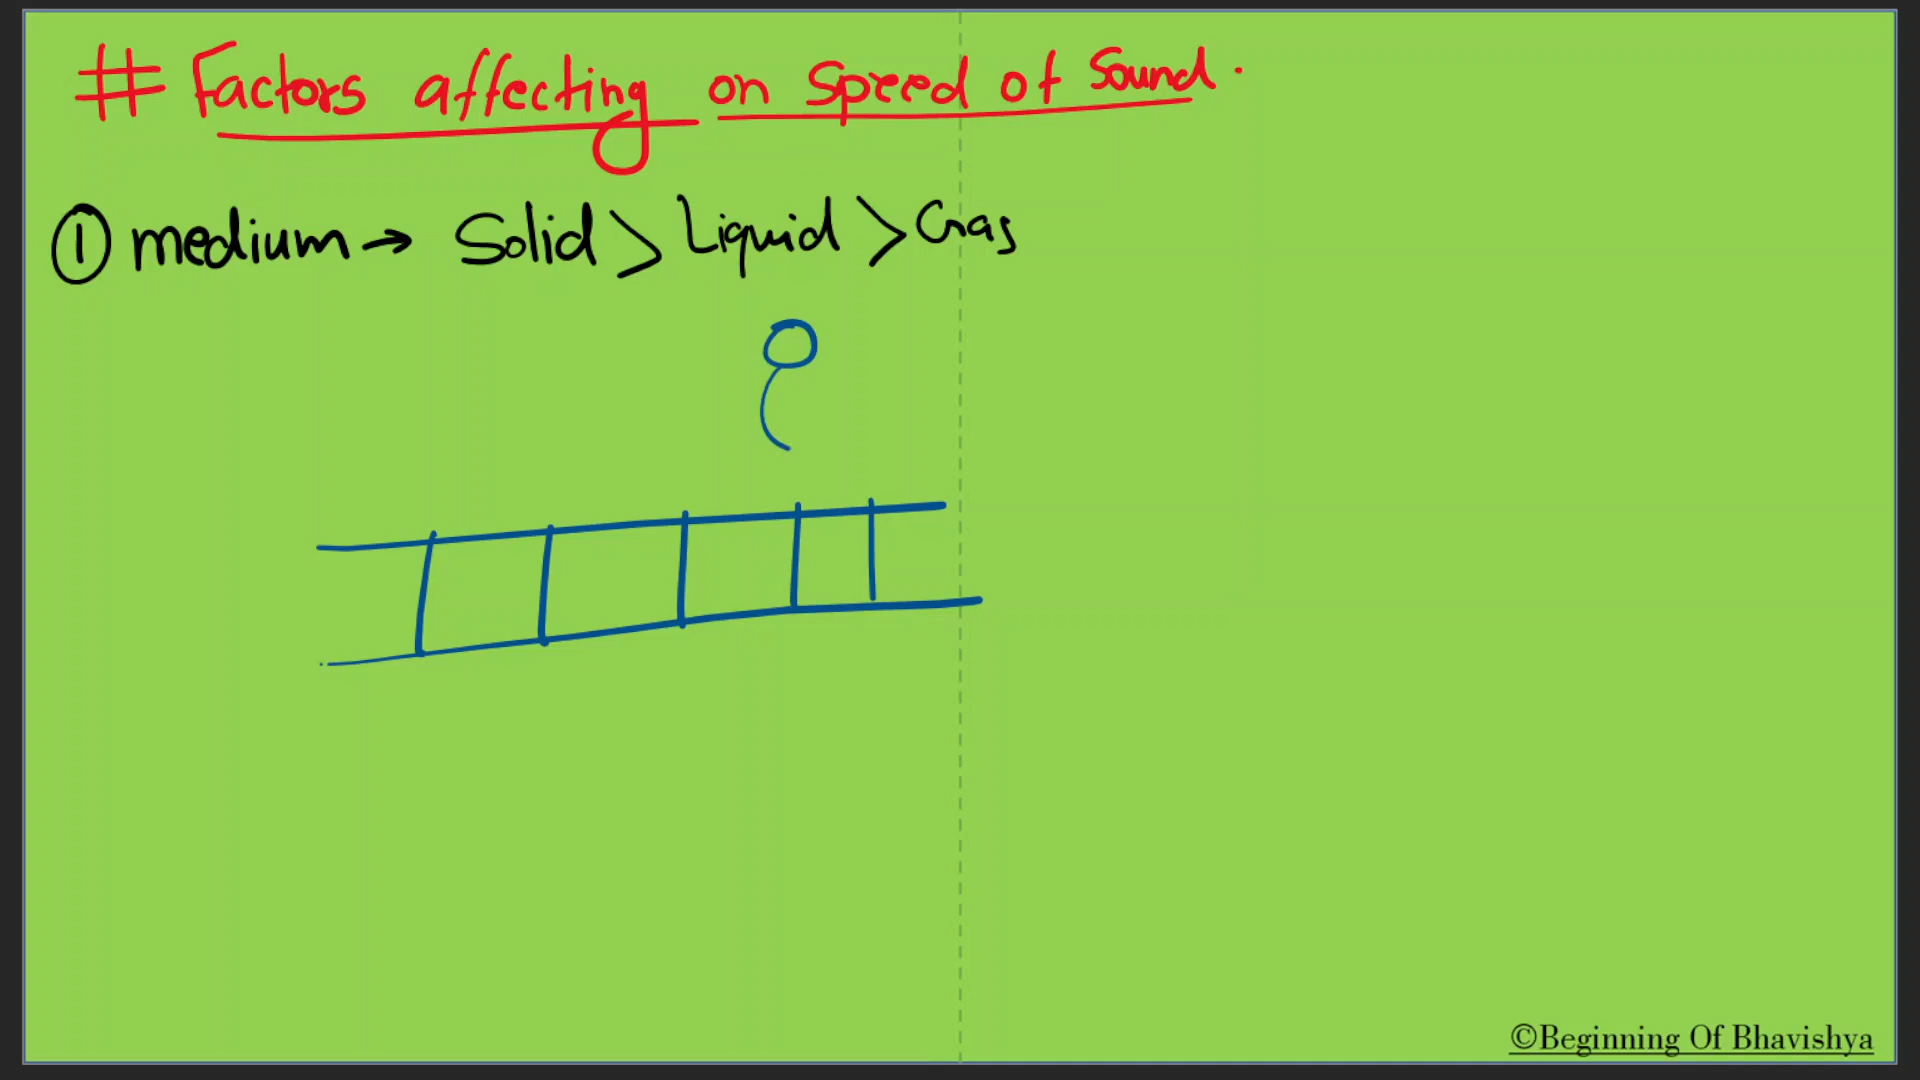 # Factors affecting on Speed of Sound.
① medium → Solid > Liquid > Gas
©Beginning Of Bhavishya